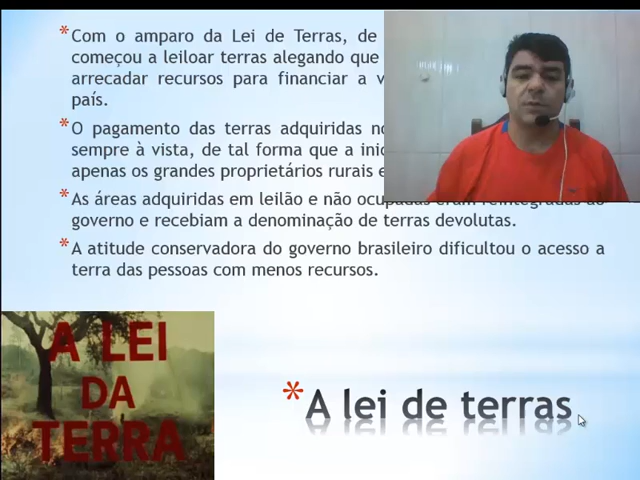 * Com o amparo da Lei de Terras, de
começou a leiloar terras alegando que
arrecadar recursos para financiar a
país.
* O pagamento das terras adquiridas
sempre à vista, de tal forma que a
apenas os grandes proprietários rurais
* As áreas adquiridas em leilão e não
governo e recebiam a denominação de terras devolutas.
* A atitude conservadora do governo brasileiro dificultou o acesso a
terra das pessoas com menos recursos.
A LEI
DA
TERRA
* A lei de terras